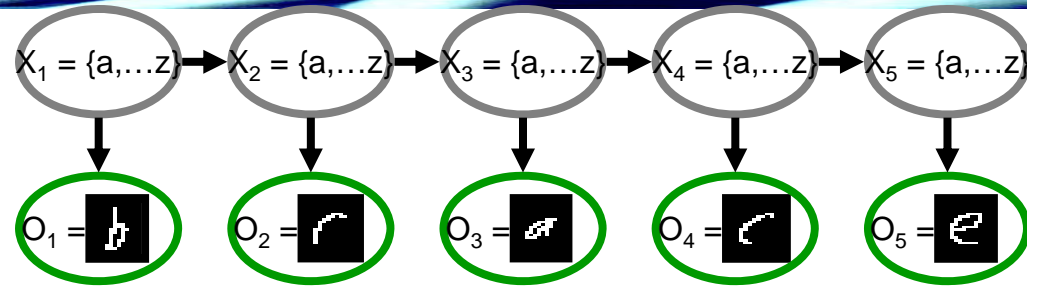 X₁ = {a,…z} X₂ = {a,…z} X₃ = {a,…z} X₄ = {a,…z} X₅ = {a,…z}
O₁ = b O₂ = r O₃ = a O₄ = c O₅ = e